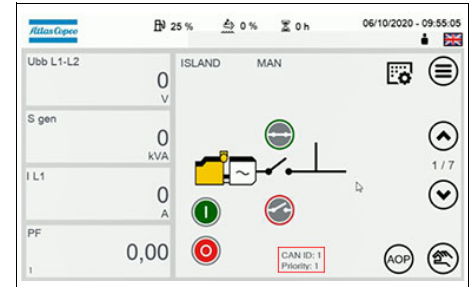 Atlas Copco
25 %
0 %
0 h
06/10/2020 - 09:55:05
Ubb L1-L2
0
V
S gen
0
kVA
I L1
0
A
PF
0,00
1
ISLAND MAN
1 / 7
CAN ID: 1
Priority: 1
AOP